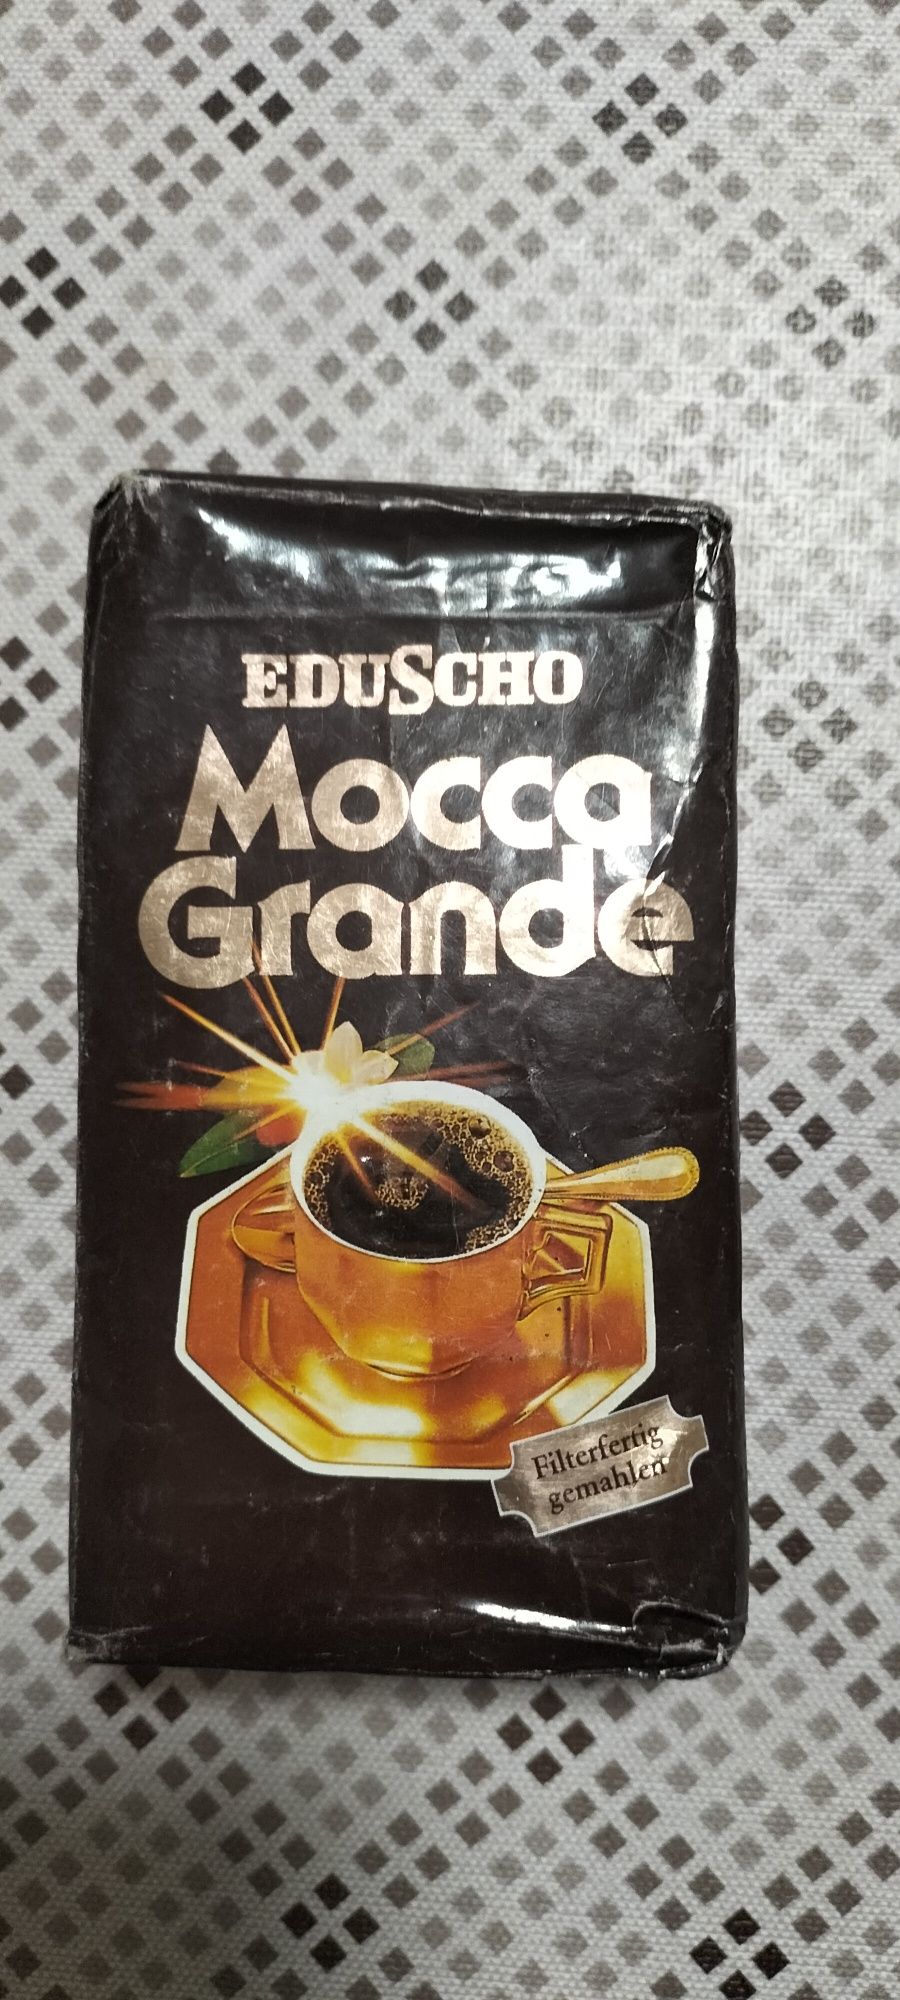 EDUSCHO
Mocca
Grande
Filterfertig
gemahlen